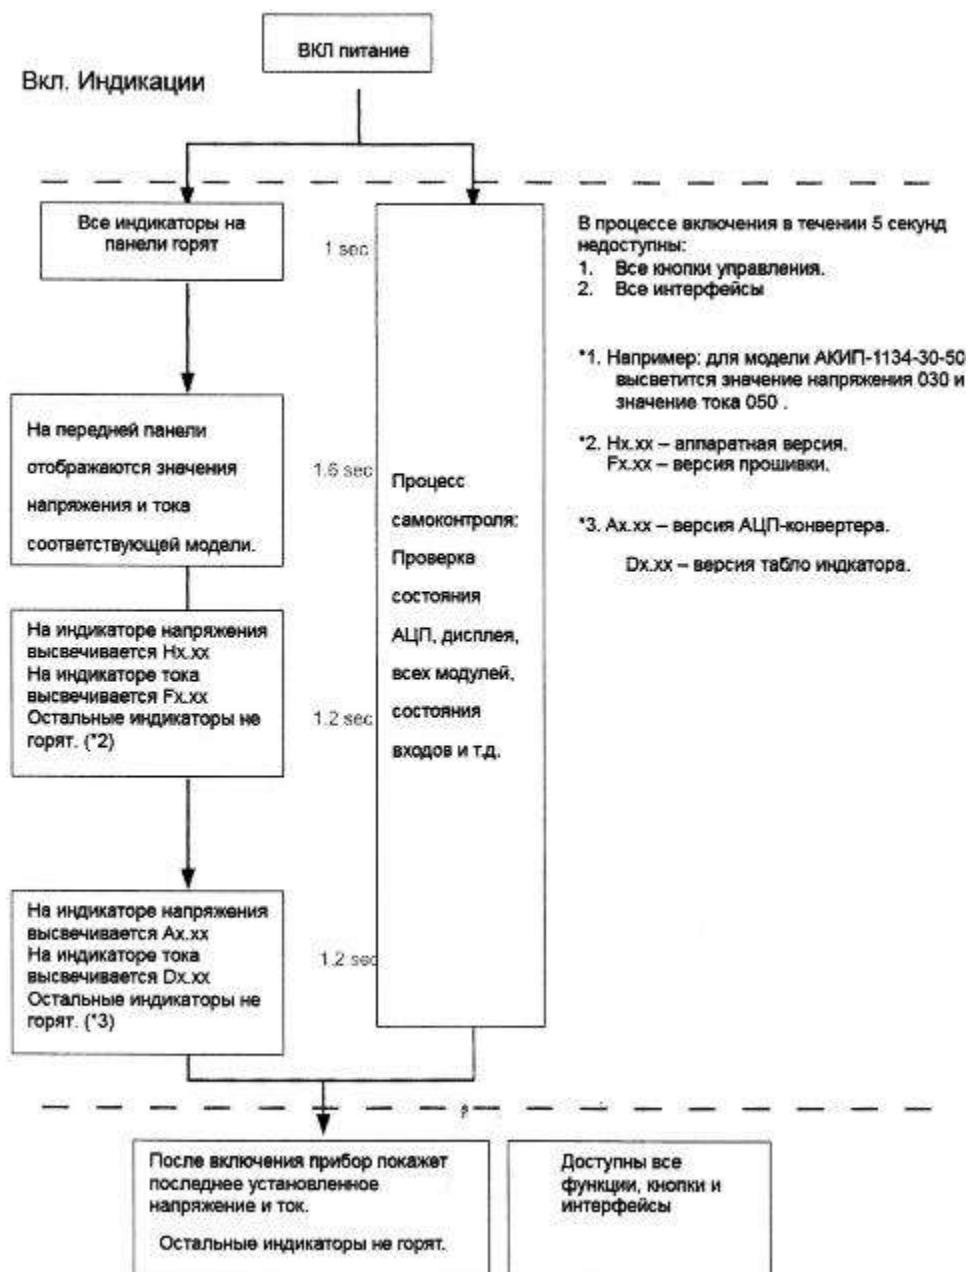 ВКЛ питание
Вкл. Индикации
Все индикаторы на
панели горят
1 sec
В процессе включения в течении 5 секунд
недоступны:
1. Все кнопки управления.
2. Все интерфейсы
*1. Например: для модели АКИП-1134-30-50
высветится значение напряжения 030 и
значение тока 050 .
*2. Hx.xx – аппаратная версия.
Fx.xx – версия прошивки.
*3. Ax.xx – версия АЦП-конвертера.
Dx.xx – версия табло индкатора.
На передней панели
отображаются значения
напряжения и тока
соответствующей модели.
1.6 sec
Процесс
самоконтроля:
Проверка
состояния
АЦП, дисплея,
всех модулей,
состояния
входов и т.д.
На индикаторе напряжения
высвечивается Hx.xx
На индикаторе тока
высвечивается Fx.xx
Остальные индикаторы не
горят. (*2)
1.2 sec
На индикаторе напряжения
высвечивается Ax.xx
На индикаторе тока
высвечивается Dx.xx
Остальные индикаторы не
горят. (*3)
1.2 sec
После включения прибор покажет
последнее установленное
напряжение и ток.
Остальные индикаторы не горят.
Доступны все
функции, кнопки и
интерфейсы